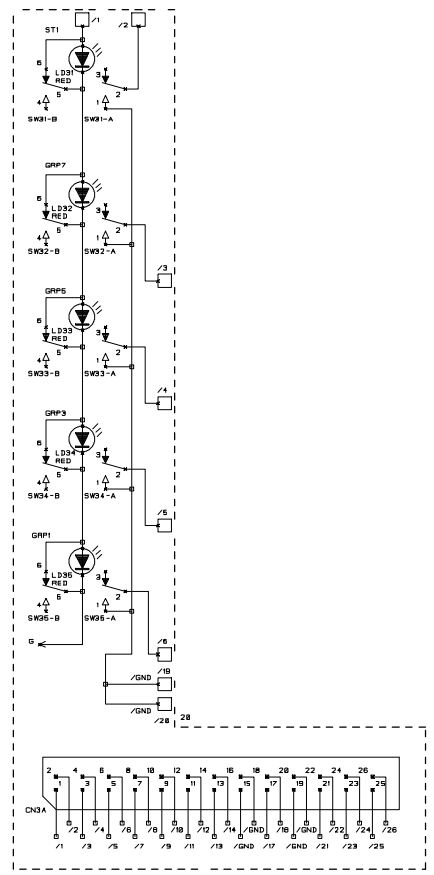 /1
/2
ST1
6
LD31
RED
5
4
SW31-B
3
2
1
SW31-A
GRP7
6
LD32
RED
5
4
SW32-B
3
2
1
SW32-A
/3
GRP5
6
LD33
RED
5
4
SW33-B
3
2
1
SW33-A
/4
GRP3
6
LD34
RED
5
4
SW34-B
3
2
1
SW34-A
/5
GRP1
6
LD35
RED
5
4
SW35-B
3
2
1
SW35-A
/6
G
/GND
/19
/GND
/20
20
2 4 6 8 10 12 14 16 18 20 22 24 26
1 3 5 7 9 11 13 15 17 19 21 23 25
CN3A
/2 /4 /6 /8 /10 /12 /14 /GND /18 /GND /22 /24 /26
/1 /3 /5 /7 /9 /11 /13 /GND /17 /GND /21 /23 /25